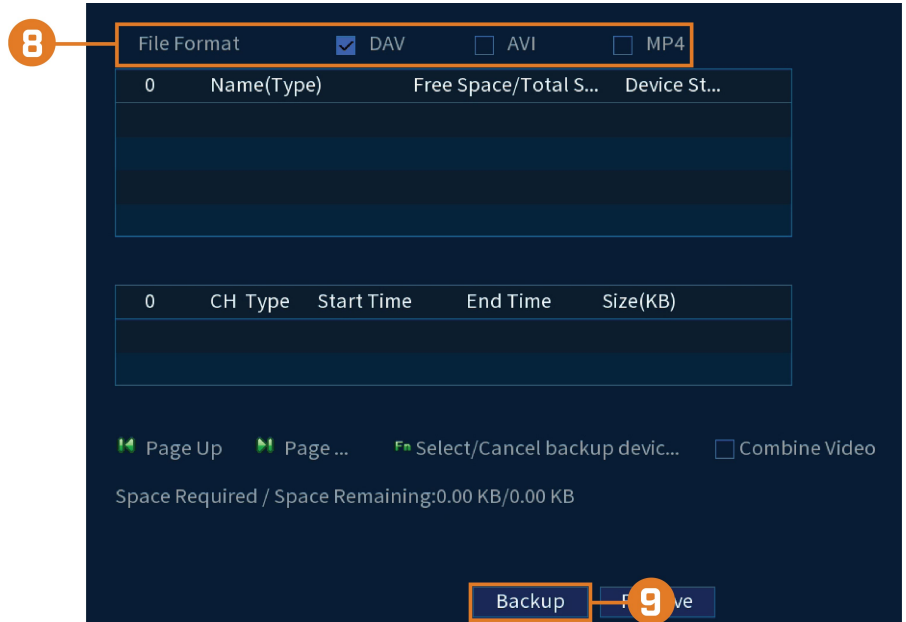 8 File Format DAV AVI MP4
0 Name(Type) Free Space/Total S... Device St...
0 CH Type Start Time End Time Size(KB)
Page Up Page ... Fn Select/Cancel backup devic... Combine Video
Space Required / Space Remaining:0.00 KB/0.00 KB
Backup 9